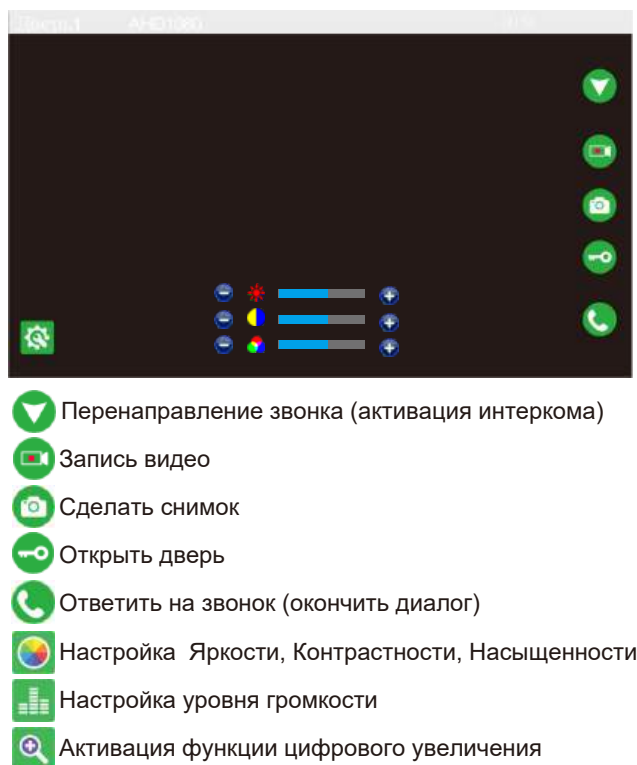 AHD1080
Перенаправление звонка (активация интеркома)
Запись видео
Сделать снимок
Открыть дверь
Ответить на звонок (окончить диалог)
Настройка Яркости, Контрастности, Насыщенности
Настройка уровня громкости
Активация функции цифрового увеличения